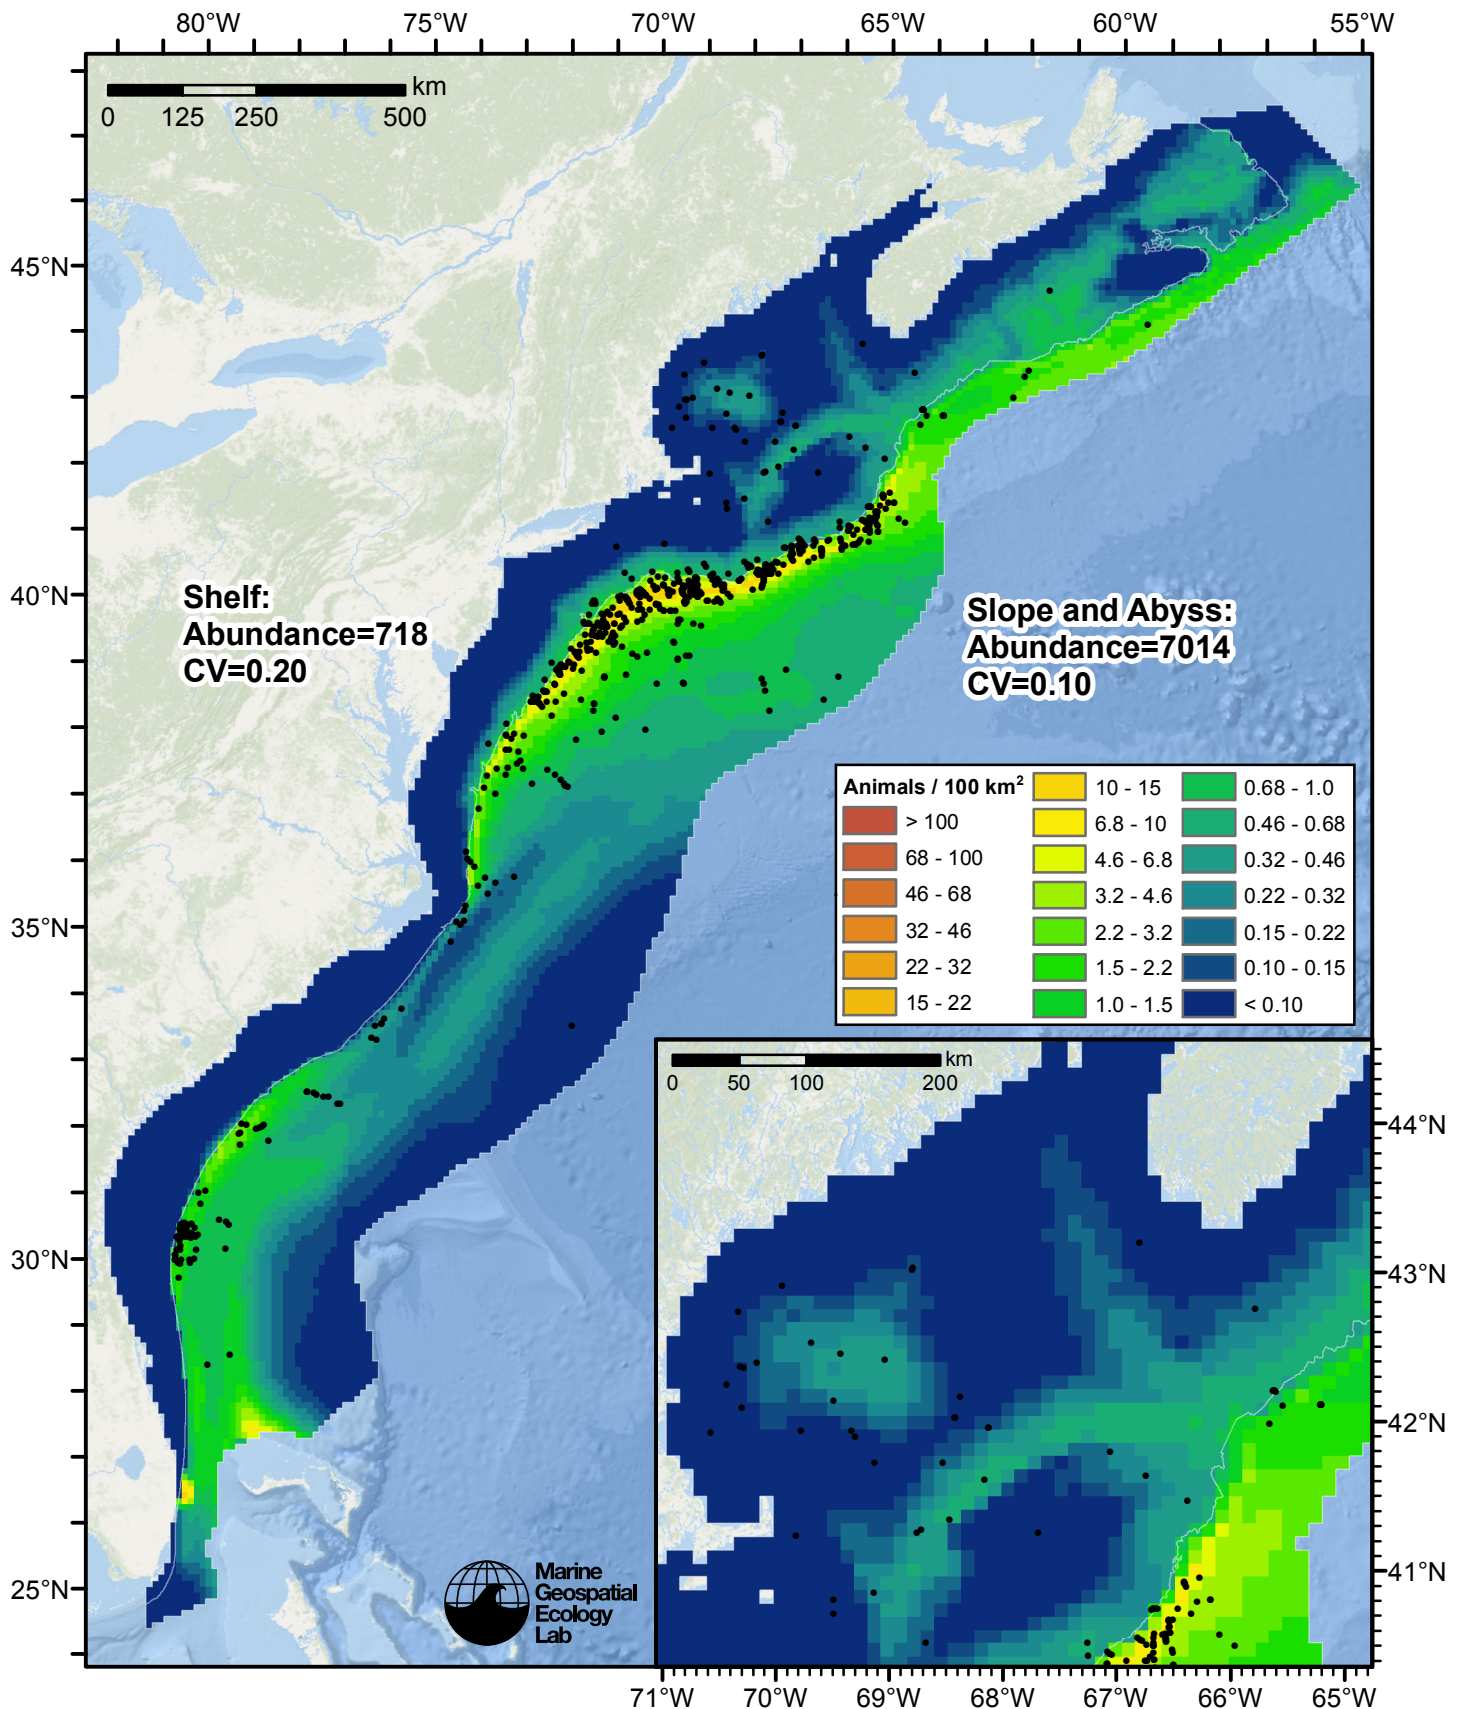 80°W 75°W 70°W 65°W 60°W 55°W
km
0 125 250 500
45°N
40°N
35°N
30°N
25°N
Shelf:
Abundance=718
CV=0.20
Slope and Abyss:
Abundance=7014
CV=0.10
Animals / 100 km²
> 100
68 - 100
46 - 68
32 - 46
22 - 32
15 - 22
10 - 15
6.8 - 10
4.6 - 6.8
3.2 - 4.6
2.2 - 3.2
1.5 - 2.2
1.0 - 1.5
0.68 - 1.0
0.46 - 0.68
0.32 - 0.46
0.22 - 0.32
0.15 - 0.22
0.10 - 0.15
< 0.10
km
0 50 100 200
44°N
43°N
42°N
41°N
Marine
Geospatial
Ecology
Lab
71°W 70°W 69°W 68°W 67°W 66°W 65°W